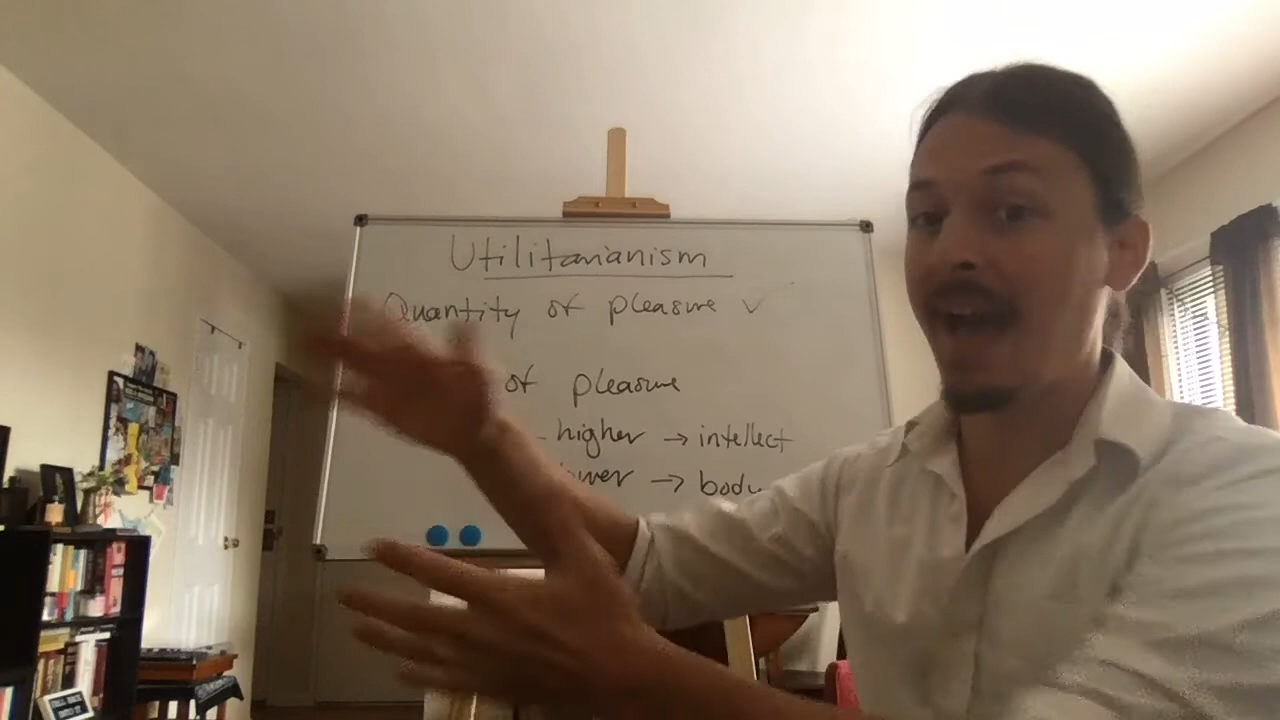 Utilitarianism
Quantity of pleasure ✓
of pleasure
- higher → intellect
→ body